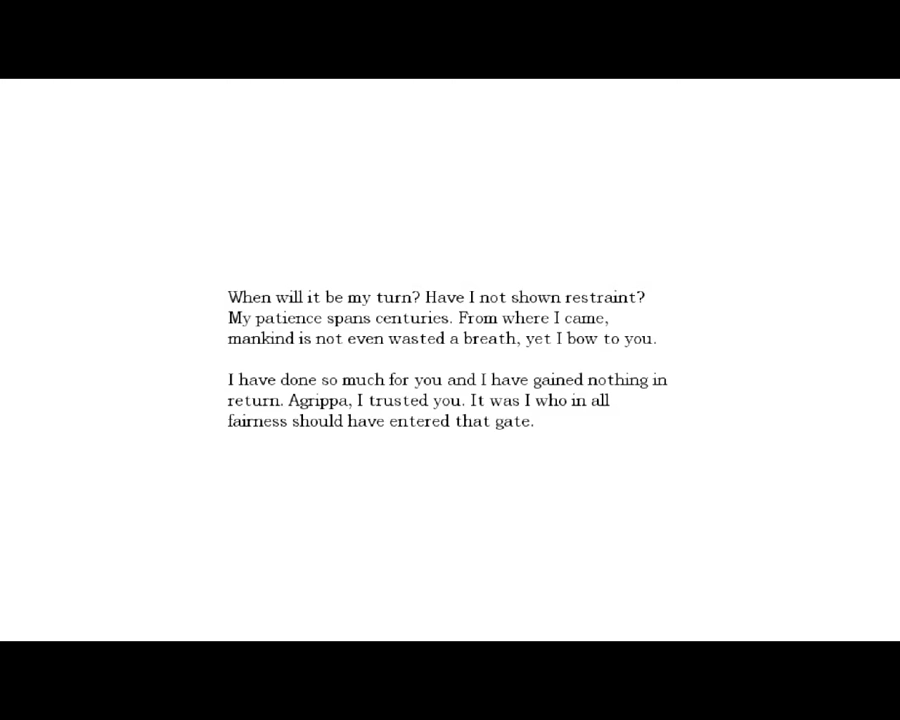 When will it be my turn? Have I not shown restraint?
My patience spans centuries. From where I came,
mankind is not even wasted a breath, yet I bow to you.
I have done so much for you and I have gained nothing in
return. Agrippa, I trusted you. It was I who in all
fairness should have entered that gate.